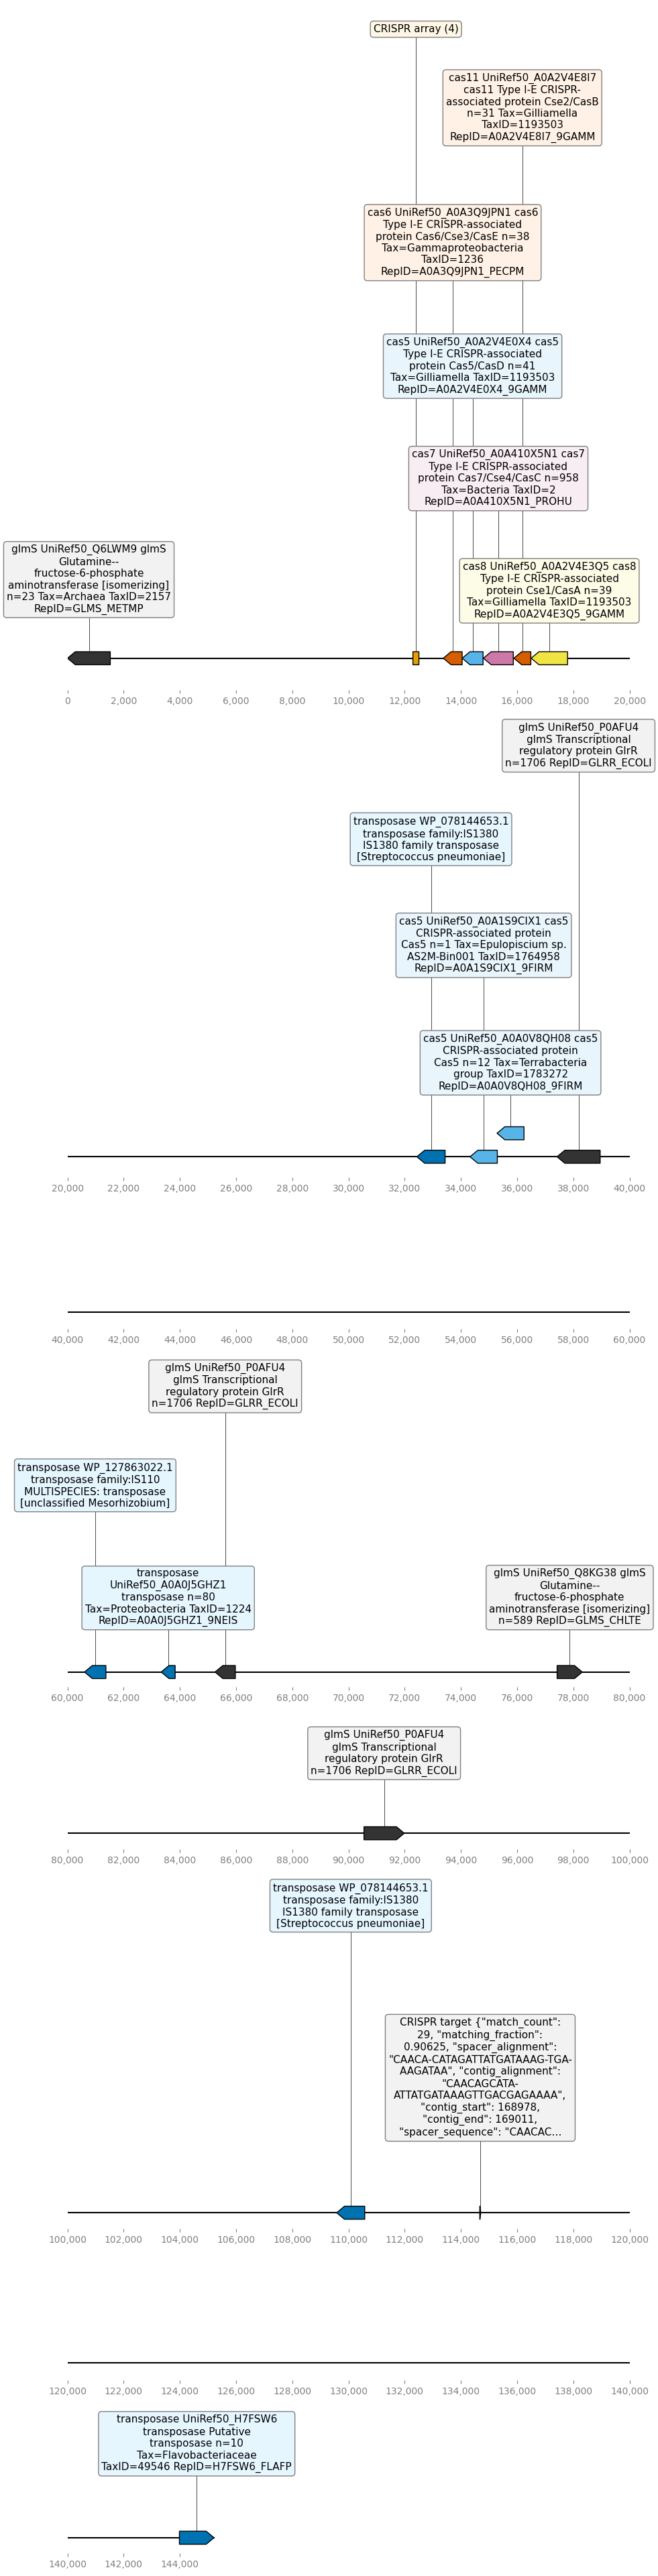 CRISPR array (4)
cas11 UniRef50_A0A2V4E8I7
cas11 Type I-E CRISPR-
associated protein Cse2/CasB
n=31 Tax=Gilliamella
TaxID=1193503
RepID=A0A2V4E8I7_9GAMM
cas6 UniRef50_A0A3Q9JPN1 cas6
Type I-E CRISPR-associated
protein Cas6/Cse3/CasE n=38
Tax=Gammaproteobacteria
TaxID=1236
RepID=A0A3Q9JPN1_PECPM
cas5 UniRef50_A0A2V4E0X4 cas5
Type I-E CRISPR-associated
protein Cas5/CasD n=41
Tax=Gilliamella TaxID=1193503
RepID=A0A2V4E0X4_9GAMM
cas7 UniRef50_A0A410X5N1 cas7
Type I-E CRISPR-associated
protein Cas7/Cse4/CasC n=958
Tax=Bacteria TaxID=2
RepID=A0A410X5N1_PROHU
glmS UniRef50_Q6LWM9 glmS
Glutamine--
fructose-6-phosphate
aminotransferase [isomerizing]
n=23 Tax=Archaea TaxID=2157
RepID=GLMS_METMP
cas8 UniRef50_A0A2V4E3Q5 cas8
Type I-E CRISPR-associated
protein Cse1/CasA n=39
Tax=Gilliamella TaxID=1193503
RepID=A0A2V4E3Q5_9GAMM
0 2,000 4,000 6,000 8,000 10,000 12,000 14,000 16,000 18,000 20,000
glmS UniRef50_P0AFU4
glmS Transcriptional
regulatory protein GlrR
n=1706 RepID=GLRR_ECOLI
transposase WP_078144653.1
transposase family:IS1380
IS1380 family transposase
[Streptococcus pneumoniae]
cas5 UniRef50_A0A1S9CIX1 cas5
CRISPR-associated protein
Cas5 n=1 Tax=Epulopiscium sp.
AS2M-Bin001 TaxID=1764958
RepID=A0A1S9CIX1_9FIRM
cas5 UniRef50_A0A0V8QH08 cas5
CRISPR-associated protein
Cas5 n=12 Tax=Terrabacteria
group TaxID=1783272
RepID=A0A0V8QH08_9FIRM
20,000 22,000 24,000 26,000 28,000 30,000 32,000 34,000 36,000 38,000 40,000
40,000 42,000 44,000 46,000 48,000 50,000 52,000 54,000 56,000 58,000 60,000
glmS UniRef50_P0AFU4
glmS Transcriptional
regulatory protein GlrR
n=1706 RepID=GLRR_ECOLI
transposase WP_127863022.1
transposase family:IS110
MULTISPECIES: transposase
[unclassified Mesorhizobium]
transposase
UniRef50_A0A0J5GHZ1
transposase n=80
Tax=Proteobacteria TaxID=1224
RepID=A0A0J5GHZ1_9NEIS
glmS UniRef50_Q8KG38 glmS
Glutamine--
fructose-6-phosphate
aminotransferase [isomerizing]
n=589 RepID=GLMS_CHLTE
60,000 62,000 64,000 66,000 68,000 70,000 72,000 74,000 76,000 78,000 80,000
glmS UniRef50_P0AFU4
glmS Transcriptional
regulatory protein GlrR
n=1706 RepID=GLRR_ECOLI
80,000 82,000 84,000 86,000 88,000 90,000 92,000 94,000 96,000 98,000 100,000
transposase WP_078144653.1
transposase family:IS1380
IS1380 family transposase
[Streptococcus pneumoniae]
CRISPR target {"match_count":
29, "matching_fraction":
0.90625, "spacer_alignment":
"CAACA-CATAGATTATGATAAAG-TGA-
AAGATAA", "contig_alignment":
"CAACAGCATA-
ATTATGATAAAGTTGACGAGAAAA",
"contig_start": 168978,
"contig_end": 169011,
"spacer_sequence": "CAACAC...
100,000 102,000 104,000 106,000 108,000 110,000 112,000 114,000 116,000 118,000 120,000
120,000 122,000 124,000 126,000 128,000 130,000 132,000 134,000 136,000 138,000 140,000
transposase UniRef50_H7FSW6
transposase Putative
transposase n=10
Tax=Flavobacteriaceae
TaxID=49546 RepID=H7FSW6_FLAFP
140,000 142,000 144,000